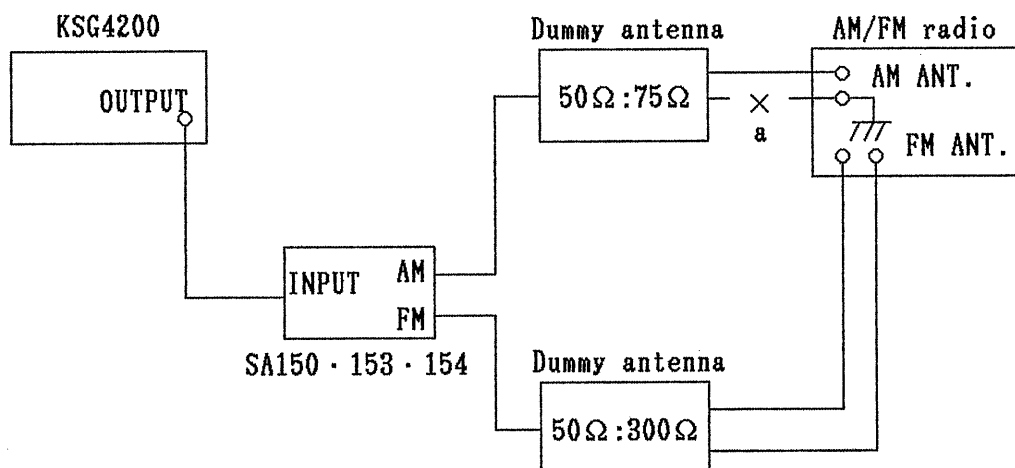 KSG4200
OUTPUT
Dummy antenna
50Ω:75Ω
a
AM/FM radio
AM ANT.
FM ANT.
INPUT
AM
FM
SA150・153・154
Dummy antenna
50Ω:300Ω